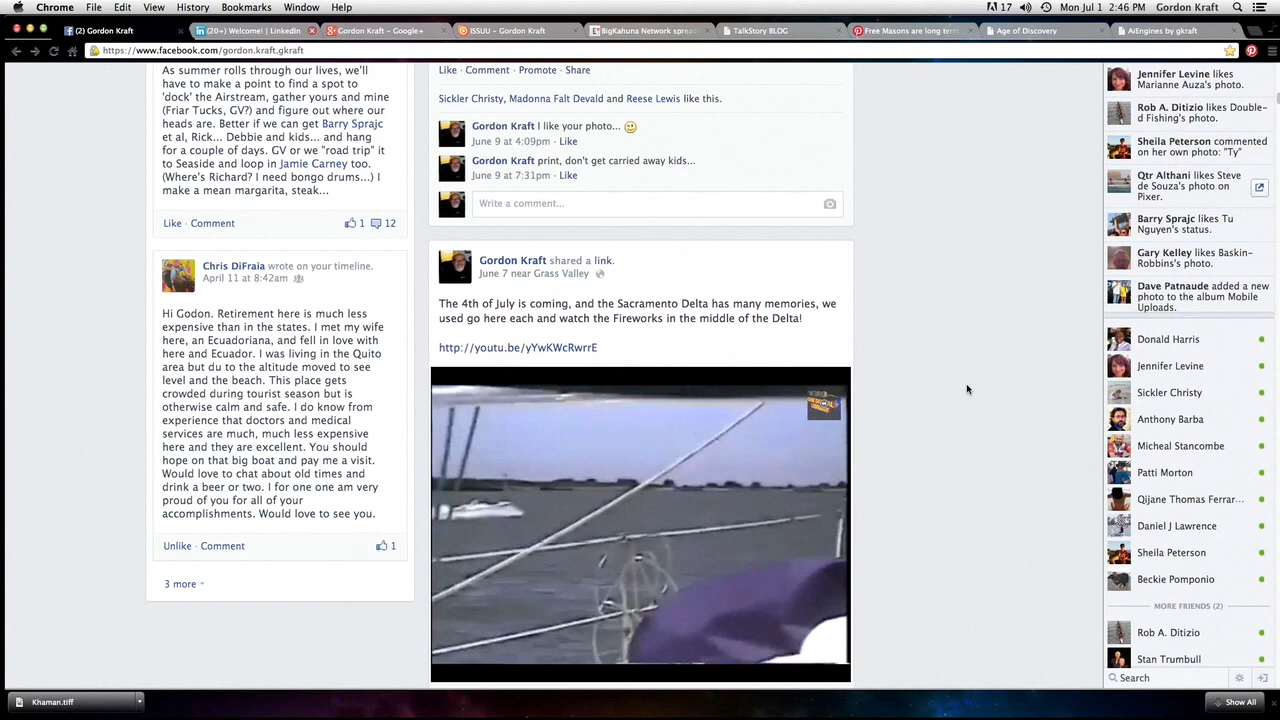 Chrome File Edit View History Bookmarks Window Help
17 Mon Jul 1 2:46 PM Gordon Kraft
(2) Gordon Kraft
(20+) Welcome! | LinkedIn
Gordon Kraft - Google+
ISSUU - Gordon Kraft
BigKahuna Network sprea
TalkStory BLOG
Free Masons are long term
Age of Discovery
AiEngines by gkraft
https://www.facebook.com/gordon.kraft.gkraft
As summer rolls through our lives, we'll
have to make a point to find a spot to
'dock' the Airstream, gather yours and mine
(Friar Tucks, GV?) and figure out where our
heads are. Better if we can get Barry Sprajc
et al, Rick... Debbie and kids... and hang
for a couple of days. GV or we "road trip" it
to Seaside and loop in Jamie Carney too.
(Where's Richard? I need bongo drums...) I
make a mean margarita, steak...
Like · Comment 1 12
Chris DiFraia wrote on your timeline.
April 11 at 8:42am
Hi Godon. Retirement here is much less
expensive than in the states. I met my wife
here, an Ecuadoriana, and fell in love with
here and Ecuador. I was living in the Quito
area but du to the altitude moved to see
level and the beach. This place gets
crowded during tourist season but is
otherwise calm and safe. I do know from
experience that doctors and medical
services are much, much less expensive
here and they are excellent. You should
hope on that big boat and pay me a visit.
Would love to chat about old times and
drink a beer or two. I for one one am very
proud of you for all of your
accomplishments. Would love to see you.
Unlike · Comment 1
3 more
Like · Comment · Promote · Share
Sickler Christy, Madonna Falt Devald and Reese Lewis like this.
Gordon Kraft I like your photo...
June 9 at 4:09pm · Like
Gordon Kraft print, don't get carried away kids...
June 9 at 7:31pm · Like
Write a comment...
Gordon Kraft shared a link.
June 7 near Grass Valley
The 4th of July is coming, and the Sacramento Delta has many memories, we
used go here each and watch the Fireworks in the middle of the Delta!
http://youtu.be/yYwKWcRwrrE
Jennifer Levine likes
Marianne Auza's photo.
Rob A. Ditizio likes Double-
d Fishing's photo.
Sheila Peterson commented
on her own photo: "Ty"
Qtr Althani likes Steve
de Souza's photo on
Pixer.
Barry Sprajc likes Tu
Nguyen's status.
Gary Kelley likes Baskin-
Robbins's photo.
Dave Patnaude added a new
photo to the album Mobile
Uploads.
Donald Harris
Jennifer Levine
Sickler Christy
Anthony Barba
Micheal Stancombe
Patti Morton
Qijane Thomas Ferrar...
Daniel J Lawrence
Sheila Peterson
Beckie Pomponio
MORE FRIENDS (2)
Rob A. Ditizio
Stan Trumbull
Search
Khaman.tiff
Show All